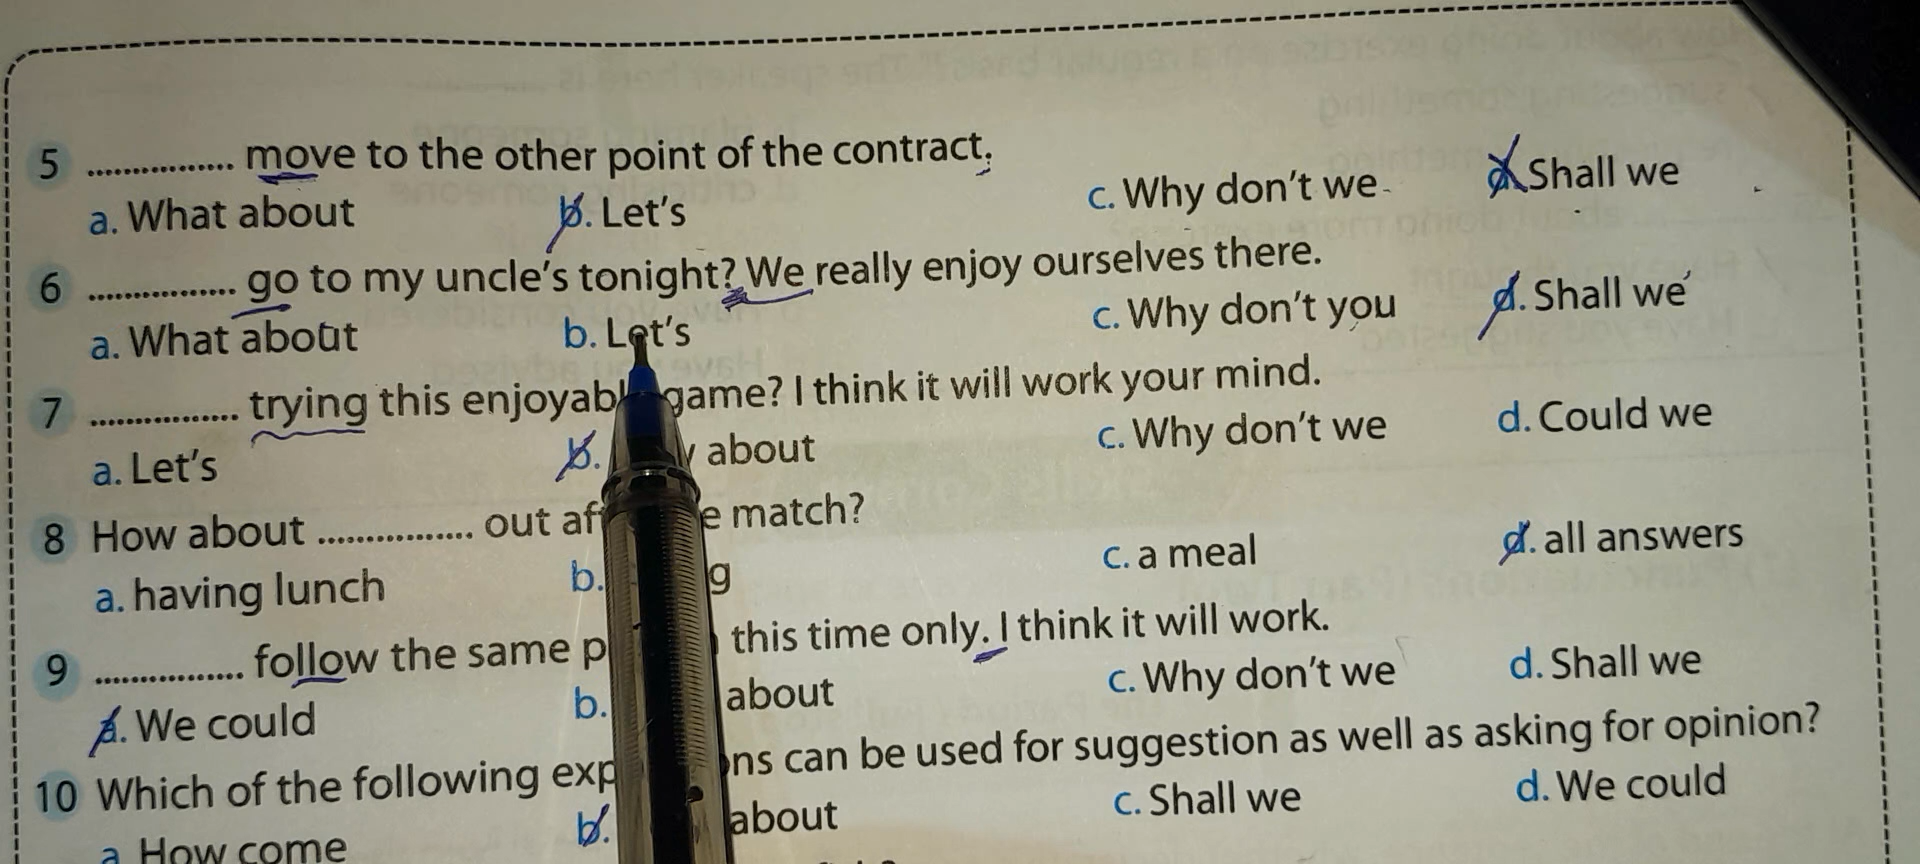 5 ............... move to the other point of the contract.
a. What about b. Let's c. Why don't we d. Shall we
6 ............... go to my uncle's tonight? We really enjoy ourselves there.
a. What about b. Let's c. Why don't you d. Shall we
7 ............... trying this enjoyable game? I think it will work your mind.
a. Let's b. about c. Why don't we d. Could we
8 How about ............... out match?
a. having lunch b. c. a meal d. all answers
9 ............... follow the same this time only. I think it will work.
a. We could b. about c. Why don't we d. Shall we
10 Which of the following can be used for suggestion as well as asking for opinion?
a. How come b. about c. Shall we d. We could